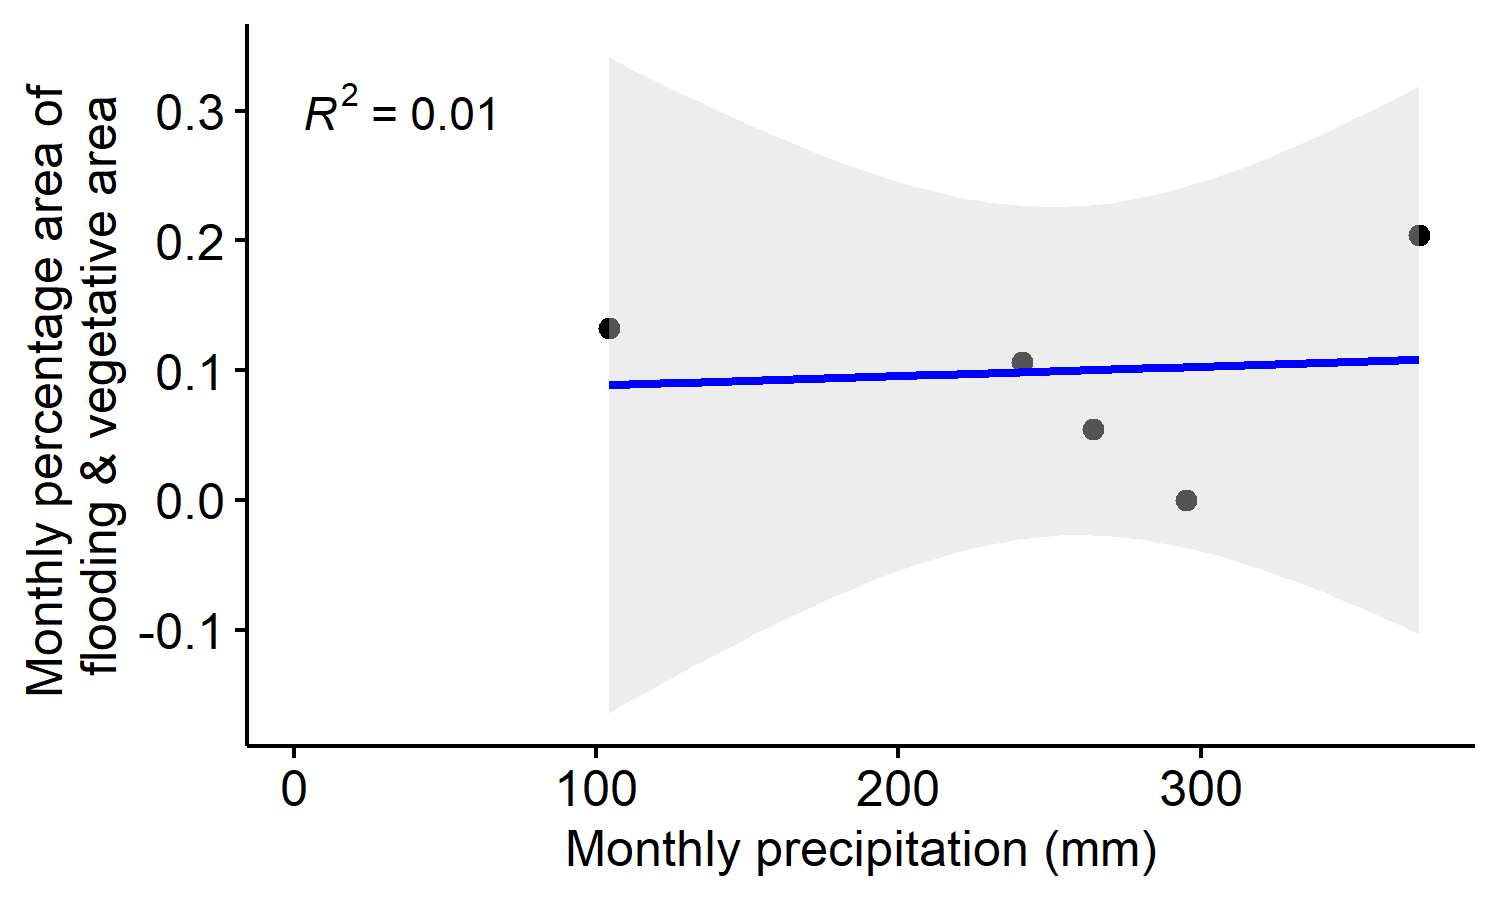 Monthly percentage area of
flooding & vegetative area
R² = 0.01
0.3
0.2
0.1
0.0
-0.1
0
100
200
300
Monthly precipitation (mm)